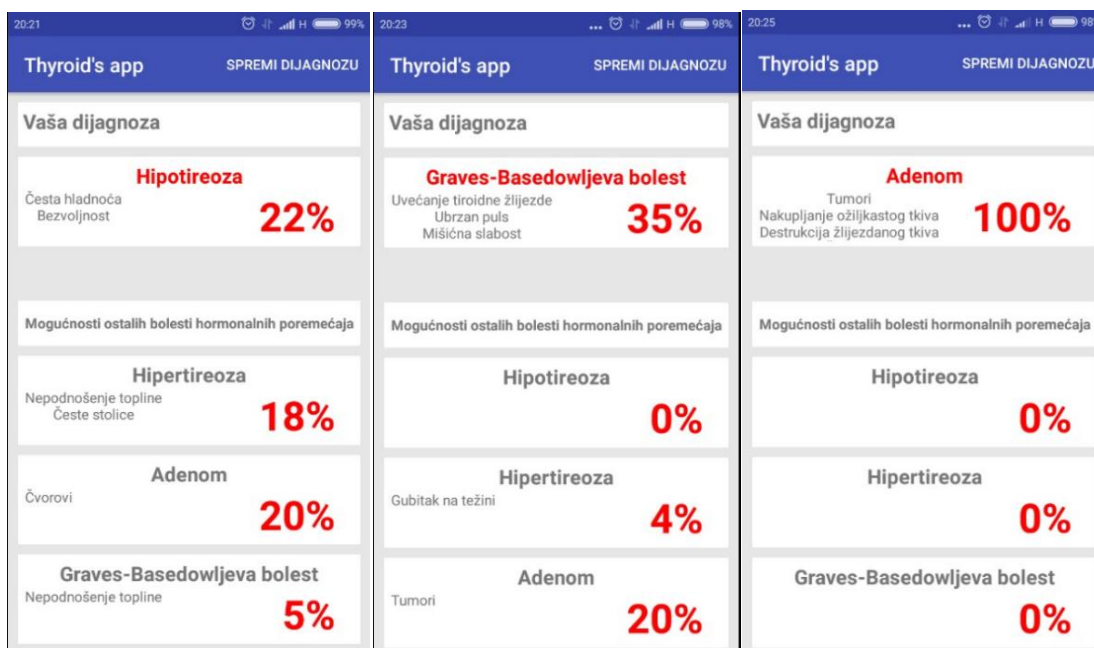 20:21 H 99%
Thyroid's app SPREMI DIJAGNOZU
Vaša dijagnoza
Hipotireoza
Česta hladnoća
Bezvoljnost
22%
Mogućnosti ostalih bolesti hormonalnih poremećaja
Hipertireoza
Nepodnošenje topline
Česte stolice
18%
Adenom
Čvorovi
20%
Graves-Basedowljeva bolest
Nepodnošenje topline
5%
20:23 ... H 98%
Thyroid's app SPREMI DIJAGNOZU
Vaša dijagnoza
Graves-Basedowljeva bolest
Uvećanje tiroidne žlijezde
Ubrzan puls
Mišićna slabost
35%
Mogućnosti ostalih bolesti hormonalnih poremećaja
Hipotireoza
0%
Hipertireoza
Gubitak na težini
4%
Adenom
Tumori
20%
20:25 ... H 98%
Thyroid's app SPREMI DIJAGNOZU
Vaša dijagnoza
Adenom
Tumori
Nakupljanje ožiljkastog tkiva
Destrukcija žlijezdanog tkiva
100%
Mogućnosti ostalih bolesti hormonalnih poremećaja
Hipotireoza
0%
Hipertireoza
0%
Graves-Basedowljeva bolest
0%